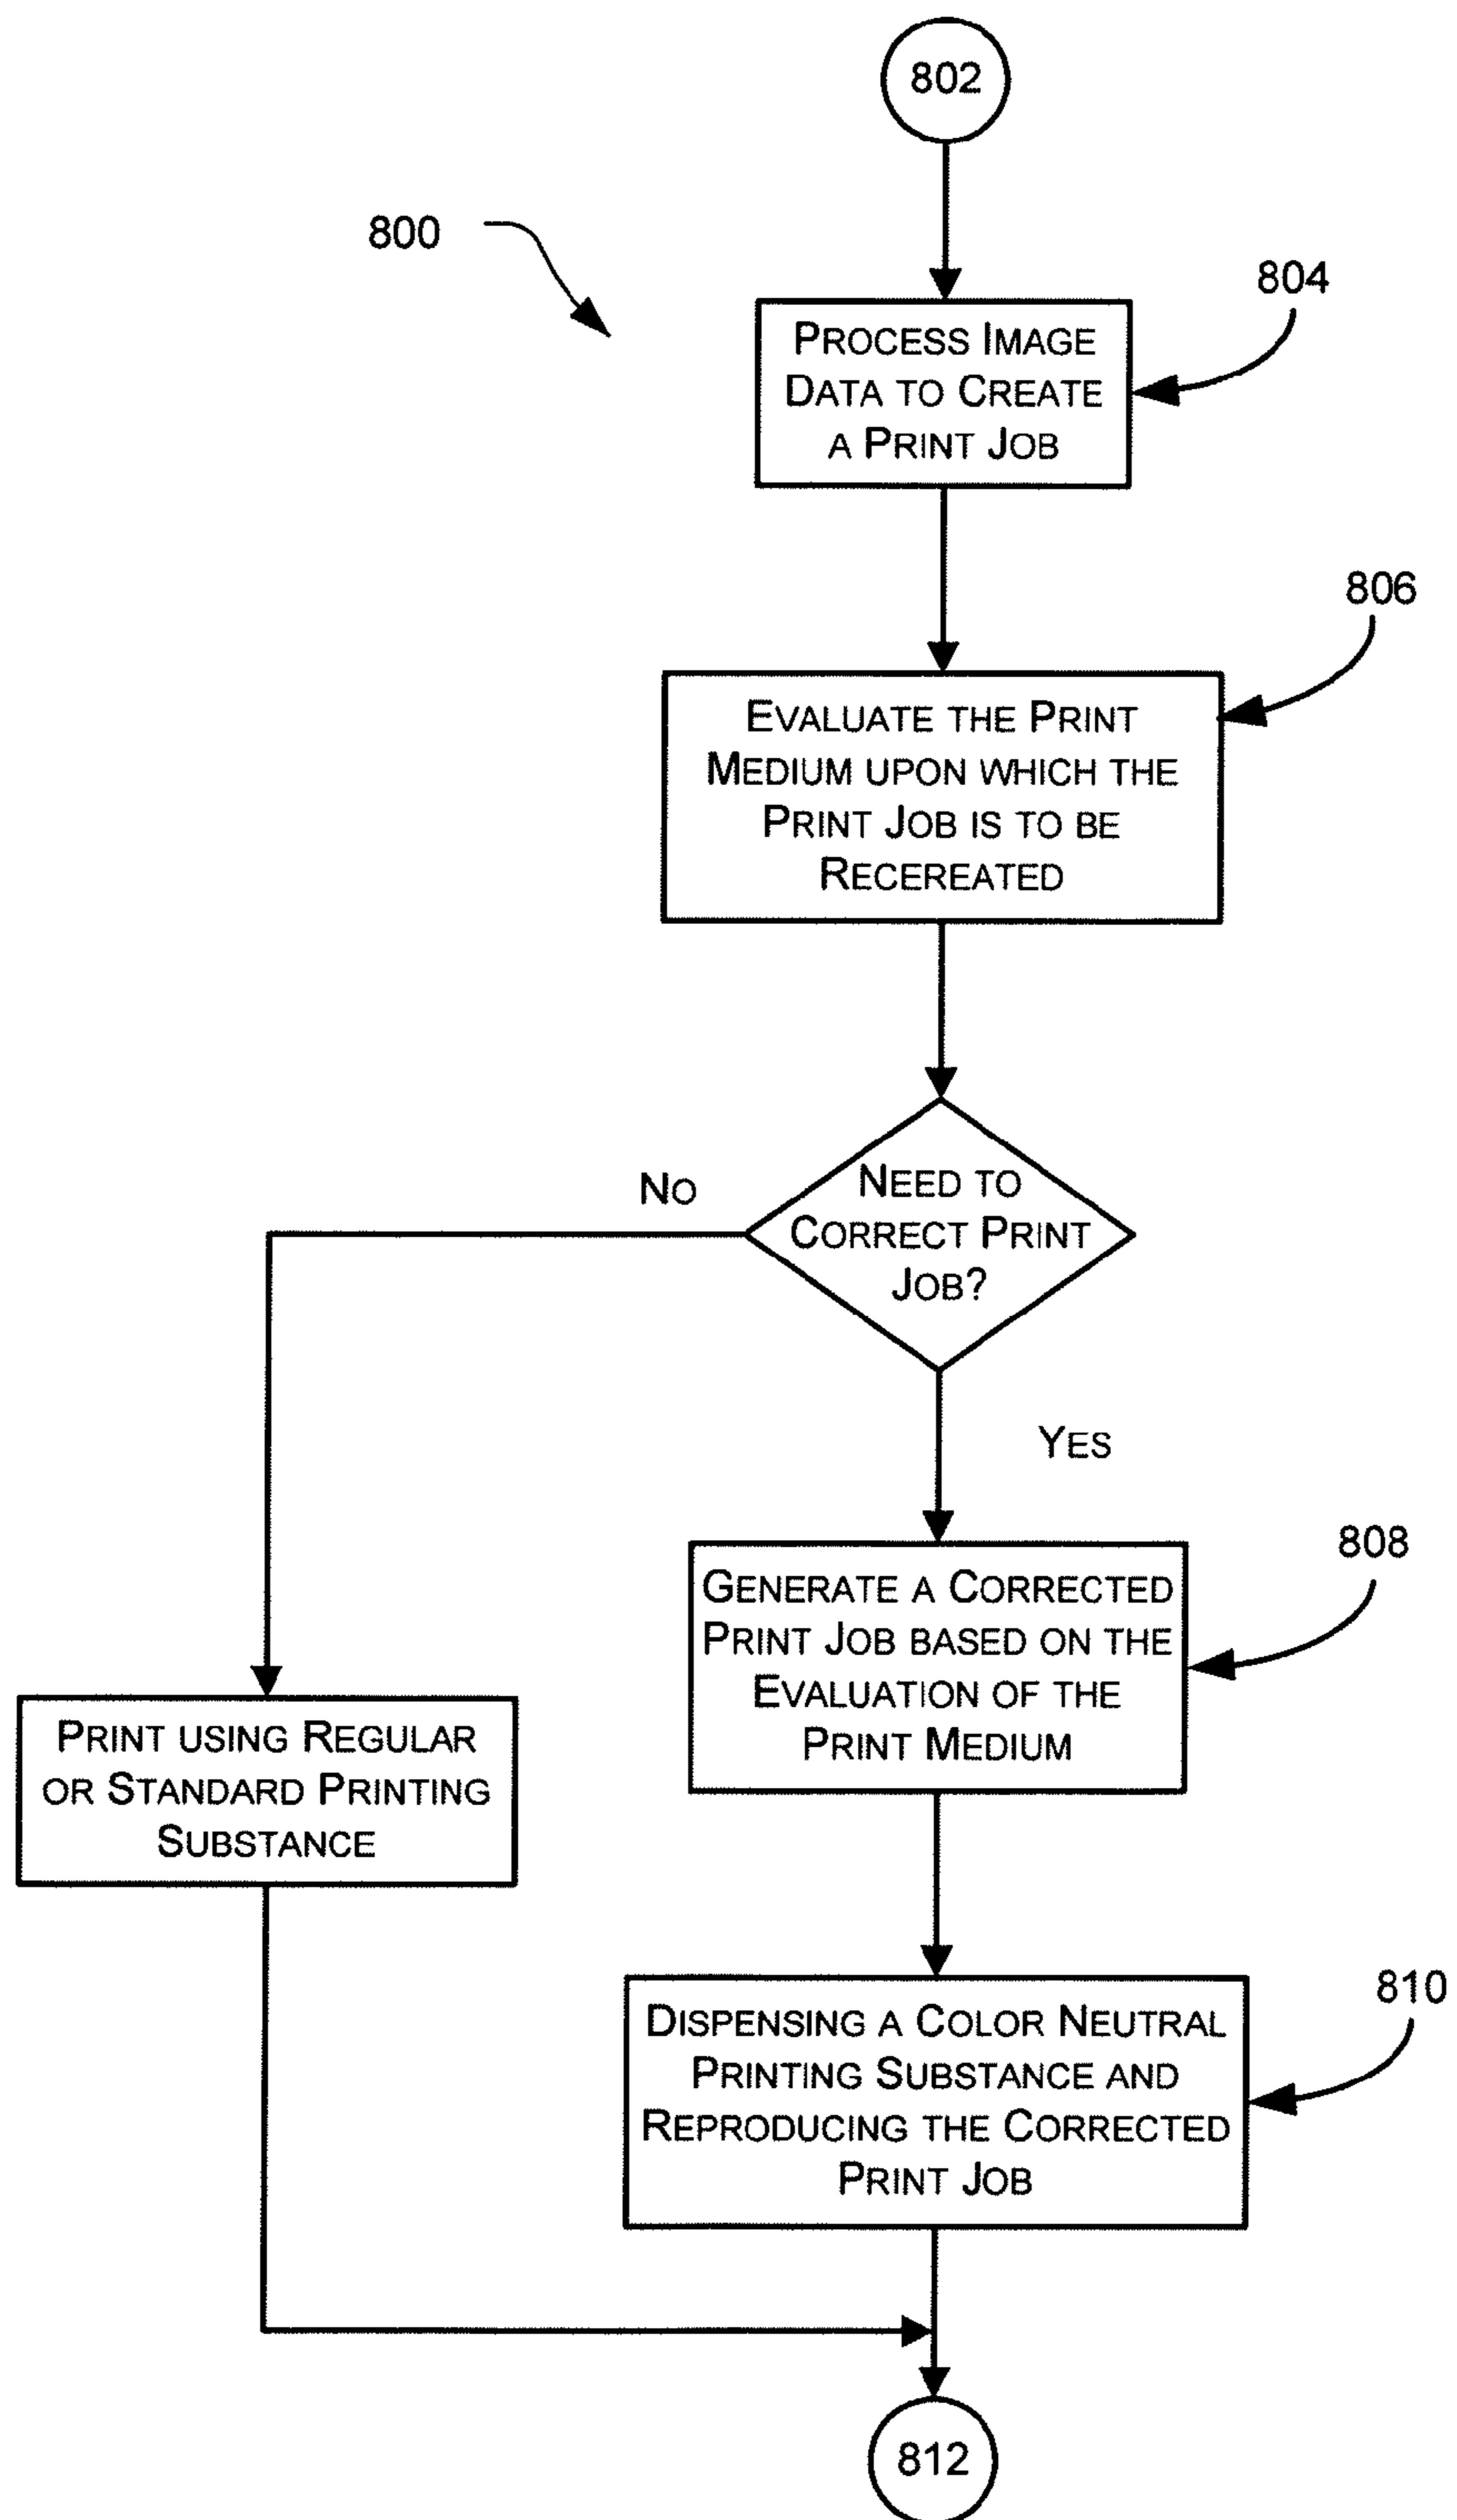 802
800
804
PROCESS IMAGE
DATA TO CREATE
A PRINT JOB
806
EVALUATE THE PRINT
MEDIUM UPON WHICH THE
PRINT JOB IS TO BE
RECEREATED
NO
NEED TO
CORRECT PRINT
JOB?
YES
808
GENERATE A CORRECTED
PRINT JOB BASED ON THE
EVALUATION OF THE
PRINT MEDIUM
PRINT USING REGULAR
OR STANDARD PRINTING
SUBSTANCE
810
DISPENSING A COLOR NEUTRAL
PRINTING SUBSTANCE AND
REPRODUCING THE CORRECTED
PRINT JOB
812